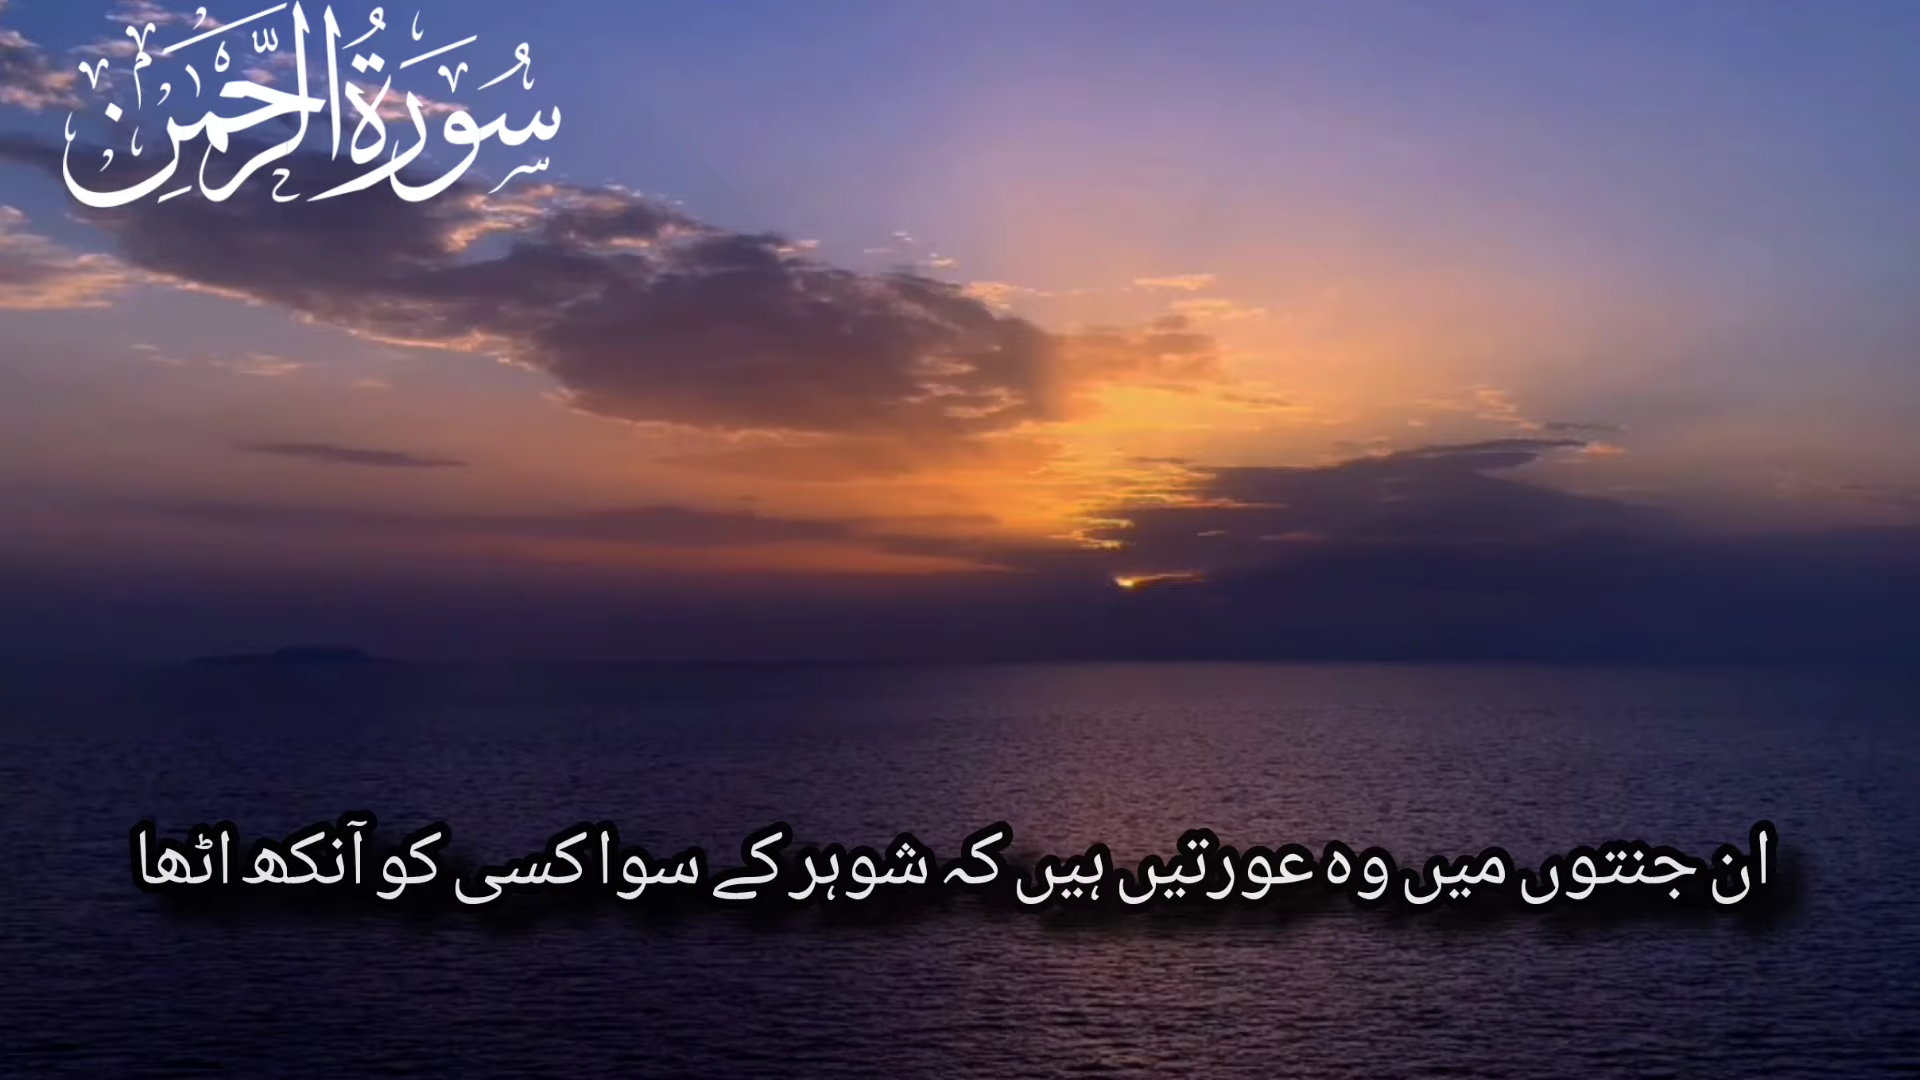 سُورَةُ الرَّحْمٰنِ
ان جنتوں میں وہ عورتیں ہیں کہ شوہر کے سوا کسی کو آنکھ اٹھا